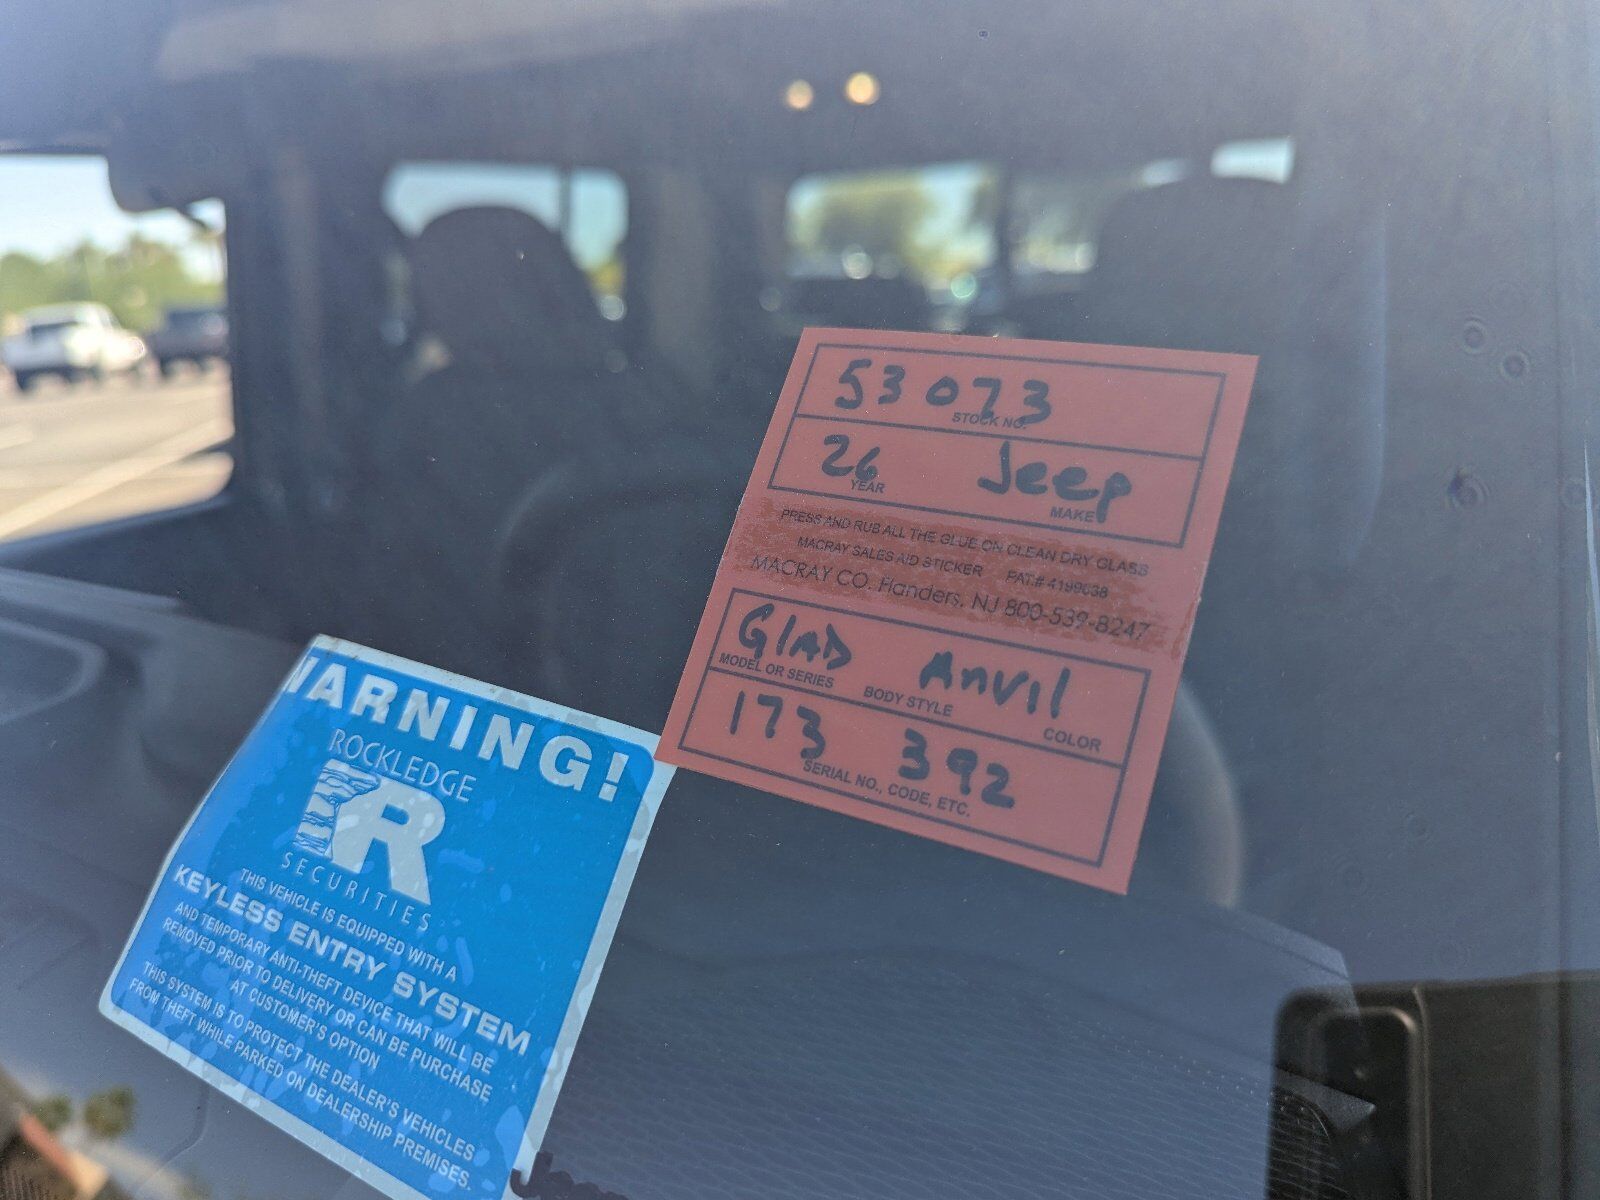 53073
STOCK NO.
26 Jeep
YEAR MAKE
PRESS AND RUB ALL THE GLUE ON CLEAN DRY GLASS
MACRAY SALES AID STICKER PAT.# 4199638
MACRAY CO. Flanders, NJ 800-539-8247
GlAD Anvil
MODEL OR SERIES BODY STYLE COLOR
173 392
SERIAL NO., CODE, ETC.
WARNING!
ROCKLEDGE
R
SECURITIES
THIS VEHICLE IS EQUIPPED WITH A
KEYLESS ENTRY SYSTEM
AND TEMPORARY ANTI-THEFT DEVICE THAT WILL BE
REMOVED PRIOR TO DELIVERY OR CAN BE PURCHASE
AT CUSTOMER'S OPTION
THIS SYSTEM IS TO PROTECT THE DEALER'S VEHICLES
FROM THEFT WHILE PARKED ON DEALERSHIP PREMISES.